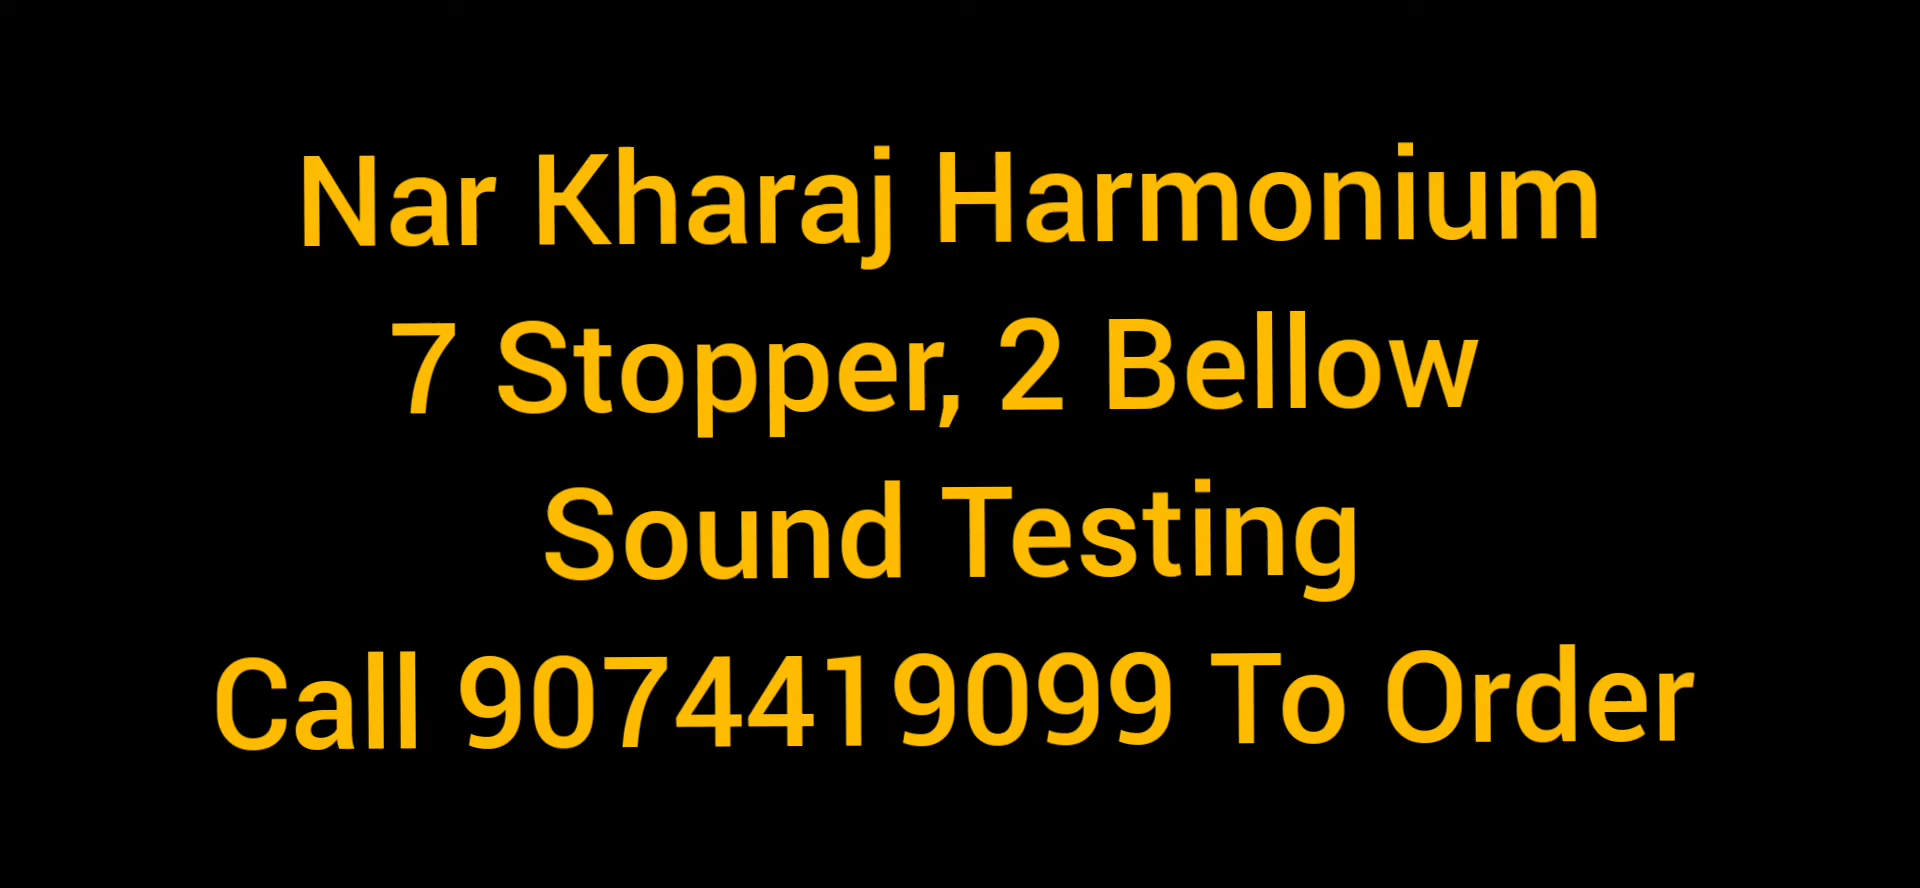 Nar Kharaj Harmonium
7 Stopper, 2 Bellow
Sound Testing
Call 9074419099 To Order